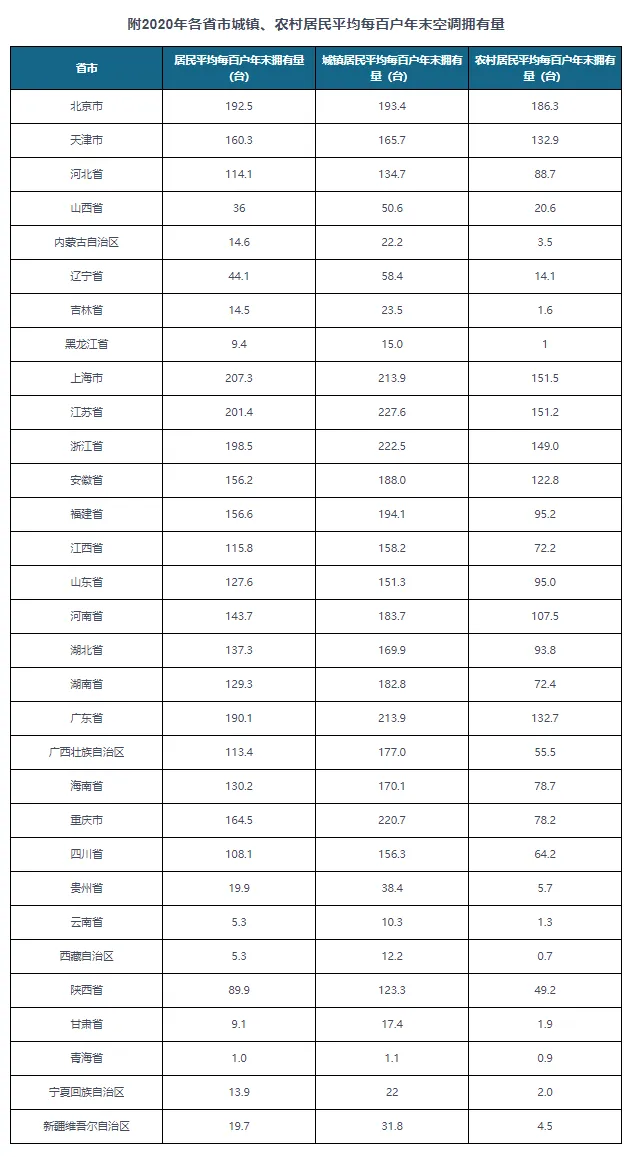 附2020年各省市城镇、农村居民平均每百户年末空调拥有量
省市 居民平均每百户年末拥有量 城镇居民平均每百户年末拥有 农村居民平均每百户年末拥有
(台) 量（台） 量（台）
北京市 192.5 193.4 186.3
天津市 160.3 165.7 132.9
河北省 114.1 134.7 88.7
山西省 36 50.6 20.6
内蒙古自治区 14.6 22.2 3.5
辽宁省 44.1 58.4 14.1
吉林省 14.5 23.5 1.6
黑龙江省 9.4 15.0 1
上海市 207.3 213.9 151.5
江苏省 201.4 227.6 151.2
浙江省 198.5 222.5 149.0
安徽省 156.2 188.0 122.8
福建省 156.6 194.1 95.2
江西省 115.8 158.2 72.2
山东省 127.6 151.3 95.0
河南省 143.7 183.7 107.5
湖北省 137.3 169.9 93.8
湖南省 129.3 182.8 72.4
广东省 190.1 213.9 132.7
广西壮族自治区 113.4 177.0 55.5
海南省 130.2 170.1 78.7
重庆市 164.5 220.7 78.2
四川省 108.1 156.3 64.2
贵州省 19.9 38.4 5.7
云南省 5.3 10.3 1.3
西藏自治区 5.3 12.2 0.7
陕西省 89.9 123.3 49.2
甘肃省 9.1 17.4 1.9
青海省 1.0 1.1 0.9
宁夏回族自治区 13.9 22 2.0
新疆维吾尔自治区 19.7 31.8 4.5